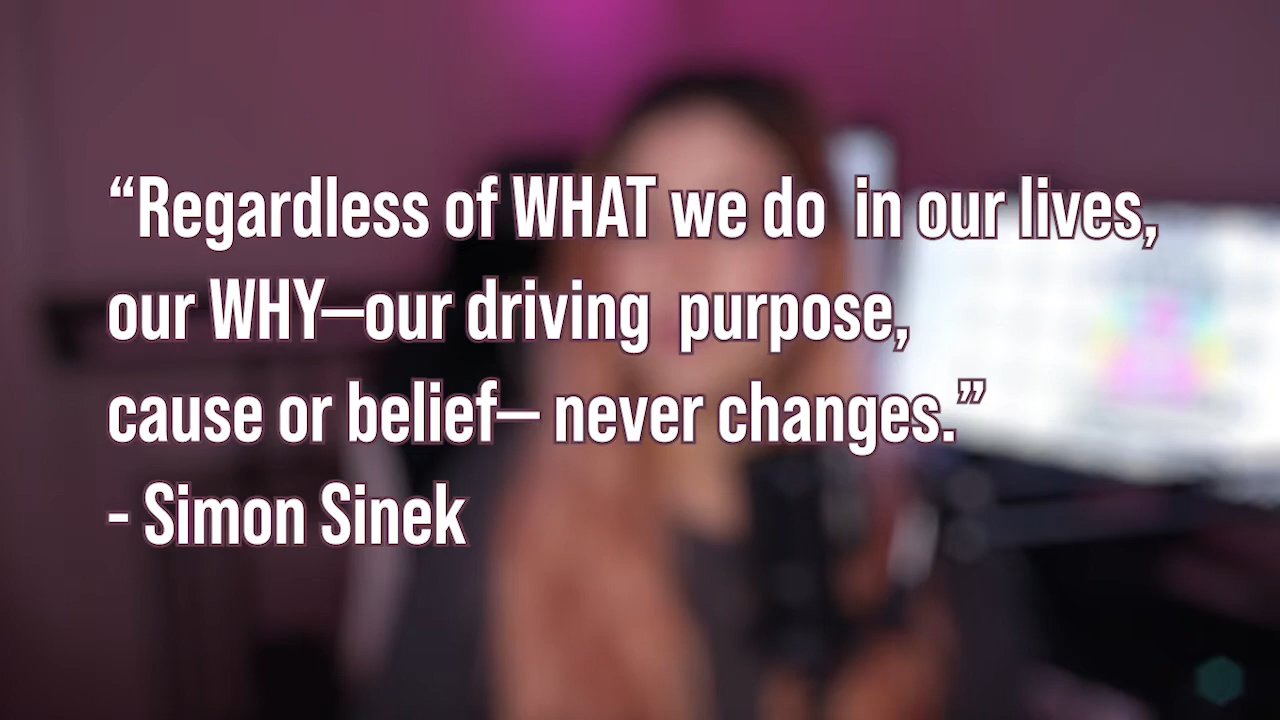 “Regardless of WHAT we do  in our lives,
our WHY—our driving  purpose,
cause or belief— never changes.”
- Simon Sinek